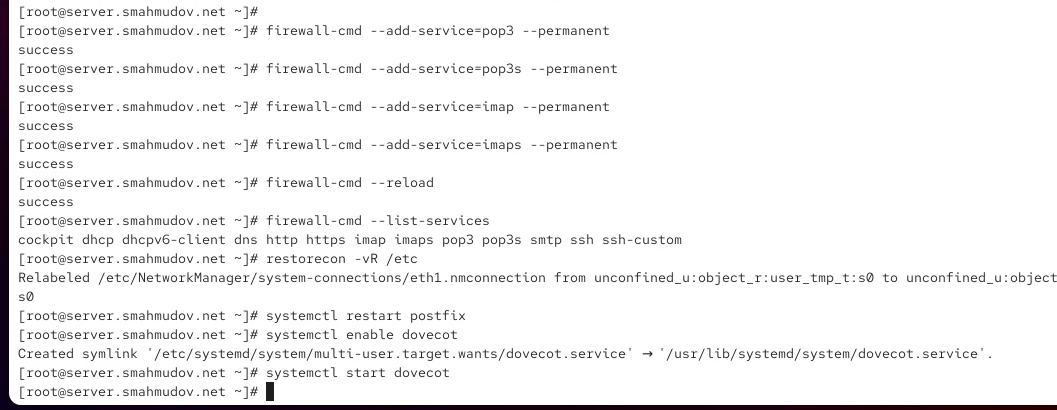 [root@server.smahmudov.net ~]#
[root@server.smahmudov.net ~]# firewall-cmd --add-service=pop3 --permanent
success
[root@server.smahmudov.net ~]# firewall-cmd --add-service=pop3s --permanent
success
[root@server.smahmudov.net ~]# firewall-cmd --add-service=imap --permanent
success
[root@server.smahmudov.net ~]# firewall-cmd --add-service=imaps --permanent
success
[root@server.smahmudov.net ~]# firewall-cmd --reload
success
[root@server.smahmudov.net ~]# firewall-cmd --list-services
cockpit dhcp dhcpv6-client dns http https imap imaps pop3 pop3s smtp ssh ssh-custom
[root@server.smahmudov.net ~]# restorecon -vR /etc
Relabeled /etc/NetworkManager/system-connections/eth1.nmconnection from unconfined_u:object_r:user_tmp_t:s0 to unconfined_u:object
s0
[root@server.smahmudov.net ~]# systemctl restart postfix
[root@server.smahmudov.net ~]# systemctl enable dovecot
Created symlink '/etc/systemd/system/multi-user.target.wants/dovecot.service' → '/usr/lib/systemd/system/dovecot.service'.
[root@server.smahmudov.net ~]# systemctl start dovecot
[root@server.smahmudov.net ~]#